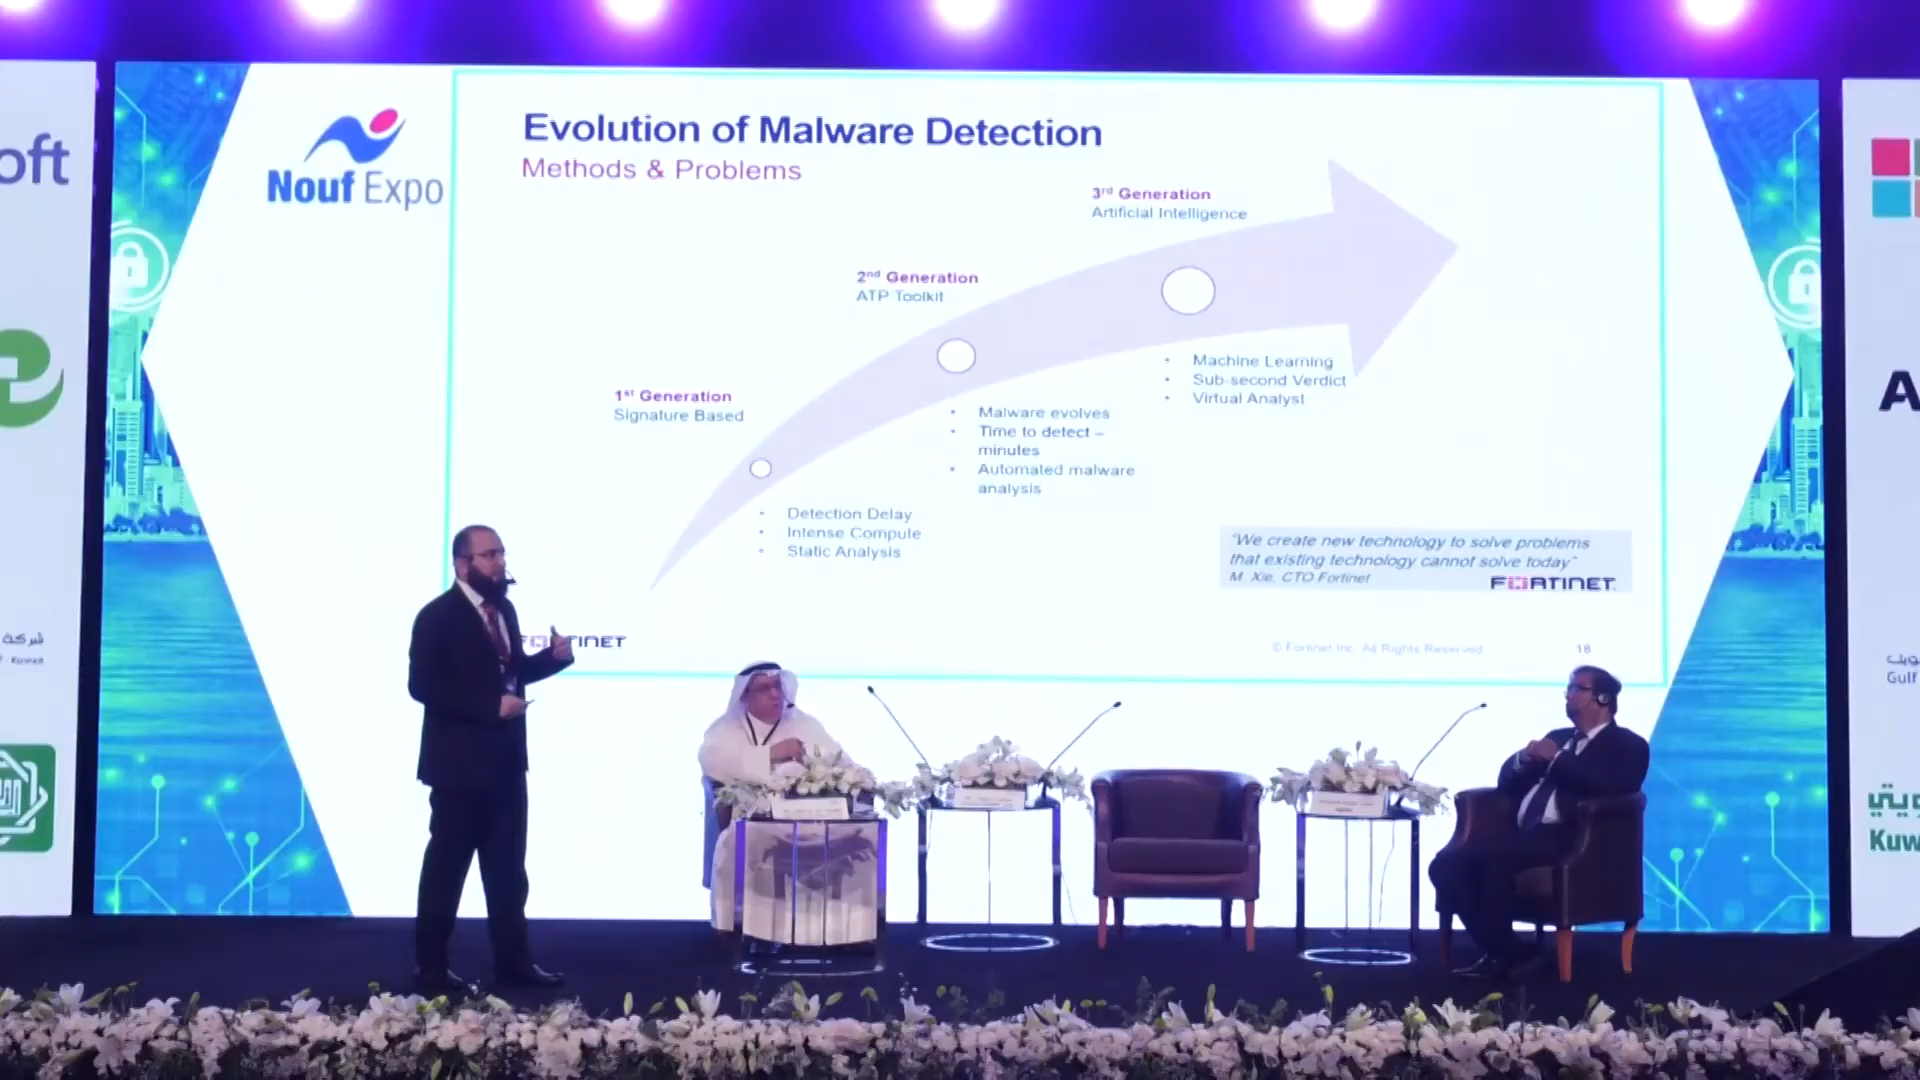 oft
Nouf Expo
Evolution of Malware Detection
Methods & Problems
3rd Generation
Artificial Intelligence
2nd Generation
ATP Toolkit
1st Generation
Signature Based
Machine Learning
Sub-second Verdict
Virtual Analyst
Malware evolves
Time to detect –
minutes
Automated malware
analysis
Detection Delay
Intense Compute
Static Analysis
"We create new technology to solve problems
that existing technology cannot solve today"
M. Xie, CTO Fortinet
FORTINET
FORTINET
© Fortinet Inc. All Rights Reserved
شركة
A
Gulf
ويتي
Kuw